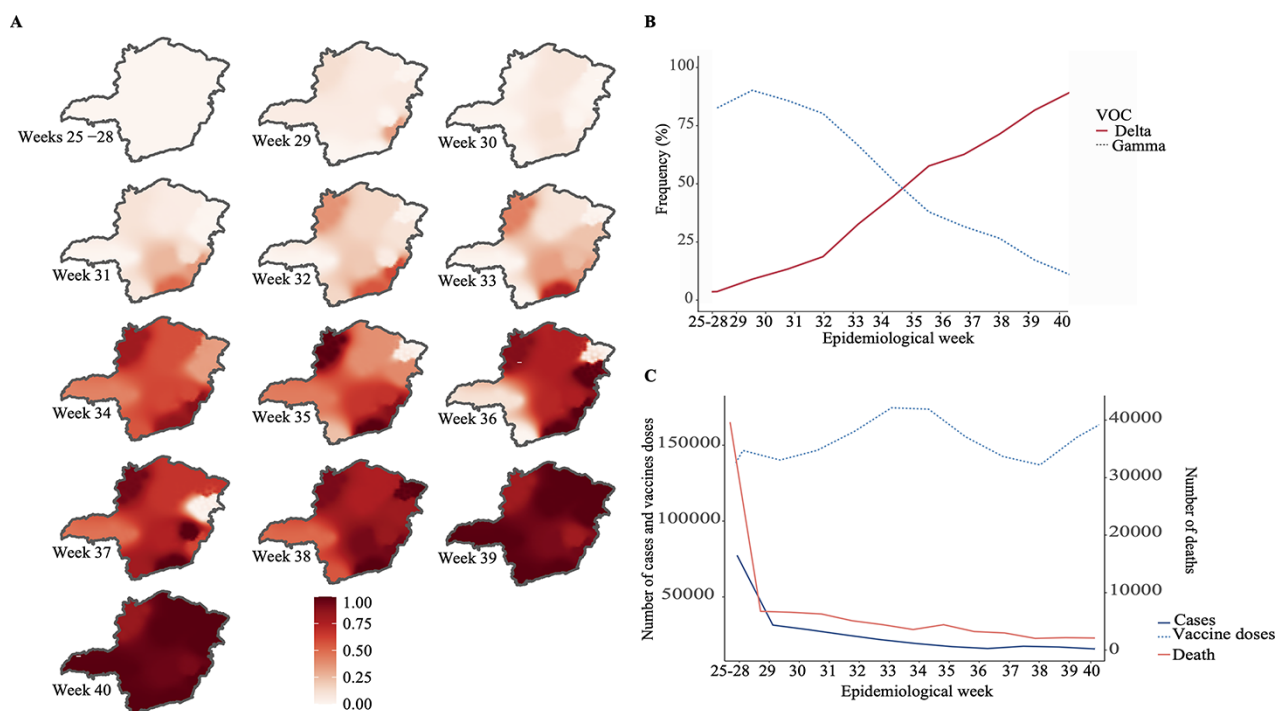 A
Weeks 25 –28
Week 29
Week 30
Week 31
Week 32
Week 33
Week 34
Week 35
Week 36
Week 37
Week 38
Week 39
Week 40
1.00
0.75
0.50
0.25
0.00
B
Frequency (%)
100
75
50
25
0
25-28 29 30 31 32 33 34 35 36 37 38 39 40
Epidemiological week
VOC
Delta
Gamma
C
Number of cases and vaccines doses
150000
100000
50000
40000
30000
20000
10000
0
Number of deaths
25-28 29 30 31 32 33 34 35 36 37 38 39 40
Epidemiological week
Cases
Vaccine doses
Death